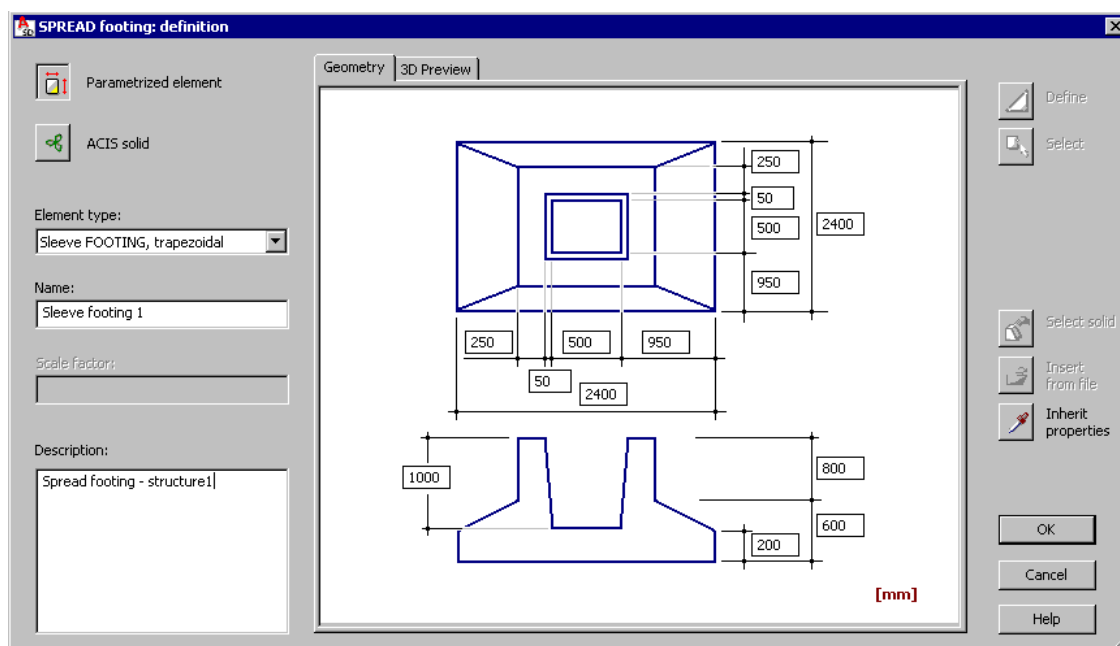 SPREAD footing: definition
Parametrized element
ACIS solid
Element type:
Sleeve FOOTING, trapezoidal
Name:
Sleeve footing 1
Scale factor:
Description:
Spread footing - structure1
Geometry
3D Preview
250
50
500
2400
950
250
500
950
50
2400
1000
800
600
200
[mm]
Define
Select
Select solid
Insert
from file
Inherit
properties
OK
Cancel
Help